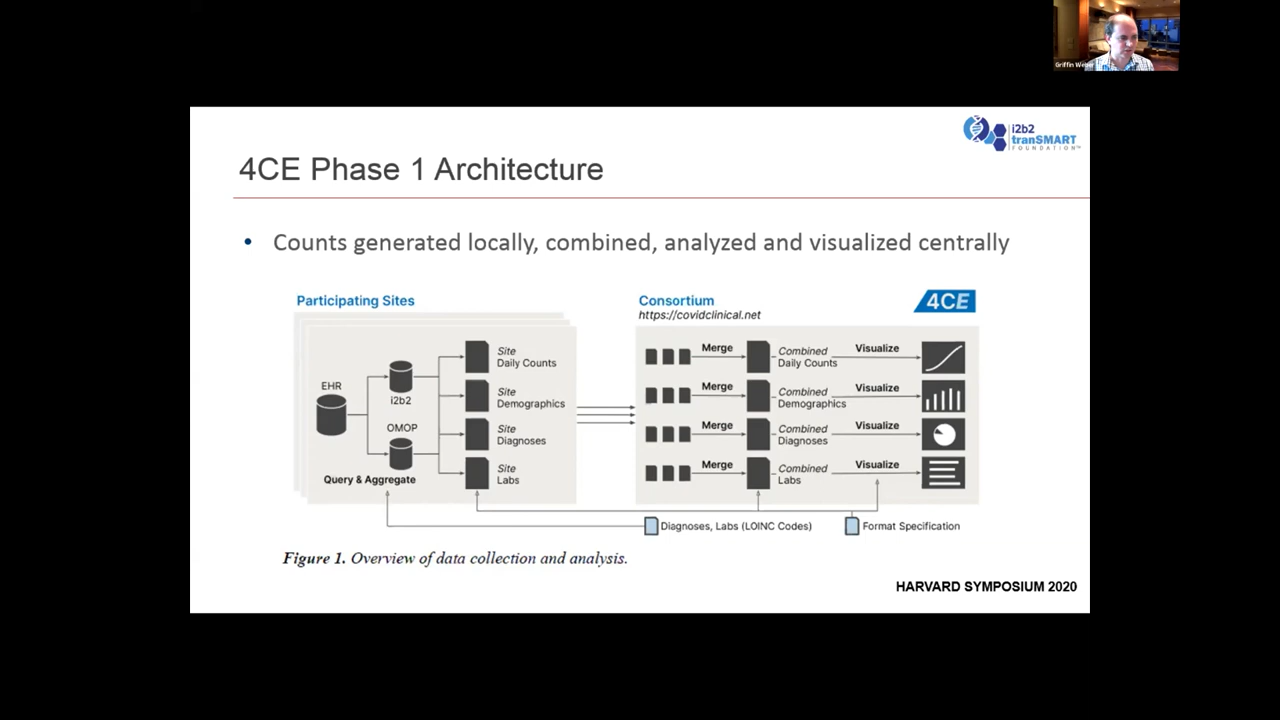 Griffin Weber
i2b2
tranSMART
FOUNDATION
4CE Phase 1 Architecture
• Counts generated locally, combined, analyzed and visualized centrally
Participating Sites
Consortium
https://covidclinical.net
4CE
EHR
i2b2
OMOP
Query & Aggregate
Site
Daily Counts
Site
Demographics
Site
Diagnoses
Site
Labs
Merge
Combined
Daily Counts
Visualize
Merge
Combined
Demographics
Visualize
Merge
Combined
Diagnoses
Visualize
Merge
Combined
Labs
Visualize
Diagnoses, Labs (LOINC Codes)
Format Specification
Figure 1. Overview of data collection and analysis.
HARVARD SYMPOSIUM 2020